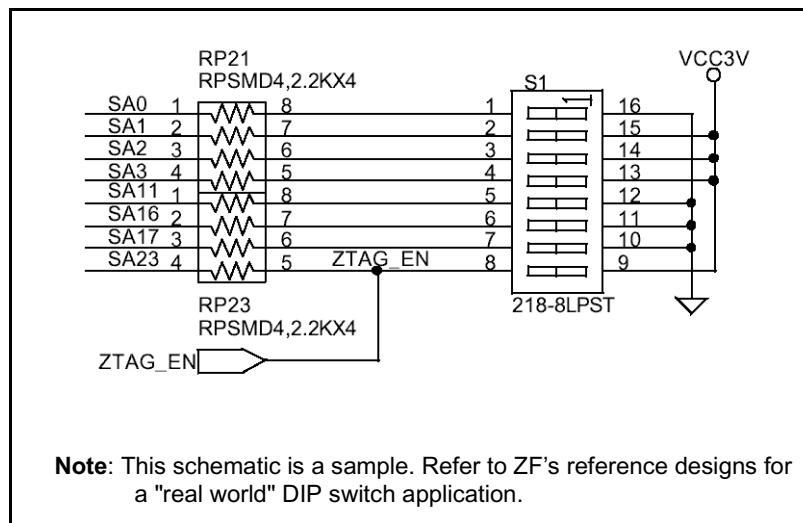 RP21
RPSMD4,2.2KX4
S1
VCC3V
SA0 1 8 1 16
SA1 2 7 2 15
SA2 3 6 3 14
SA3 4 5 4 13
SA11 1 8 5 12
SA16 2 7 6 11
SA17 3 6 7 10
SA23 4 5 ZTAG_EN 8 9
RP23
RPSMD4,2.2KX4
218-8LPST
ZTAG_EN
Note: This schematic is a sample. Refer to ZF's reference designs for
a "real world" DIP switch application.